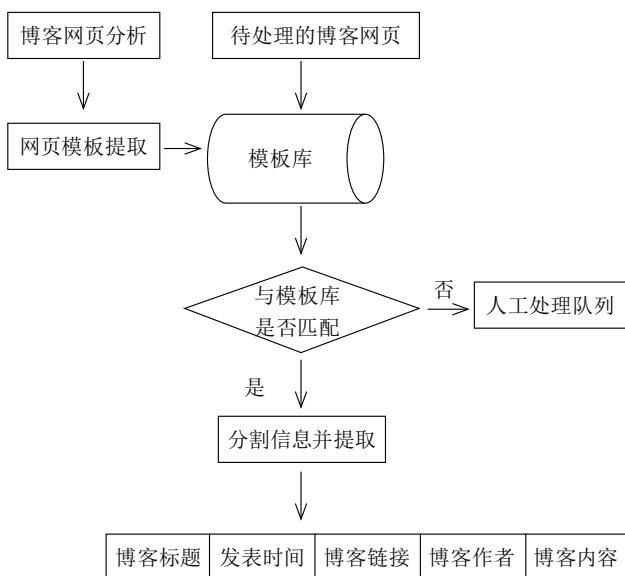 博客网页分析
待处理的博客网页
网页模板提取
模板库
与模板库
是否匹配
否
人工处理队列
是
分割信息并提取
博客标题 发表时间 博客链接 博客作者 博客内容